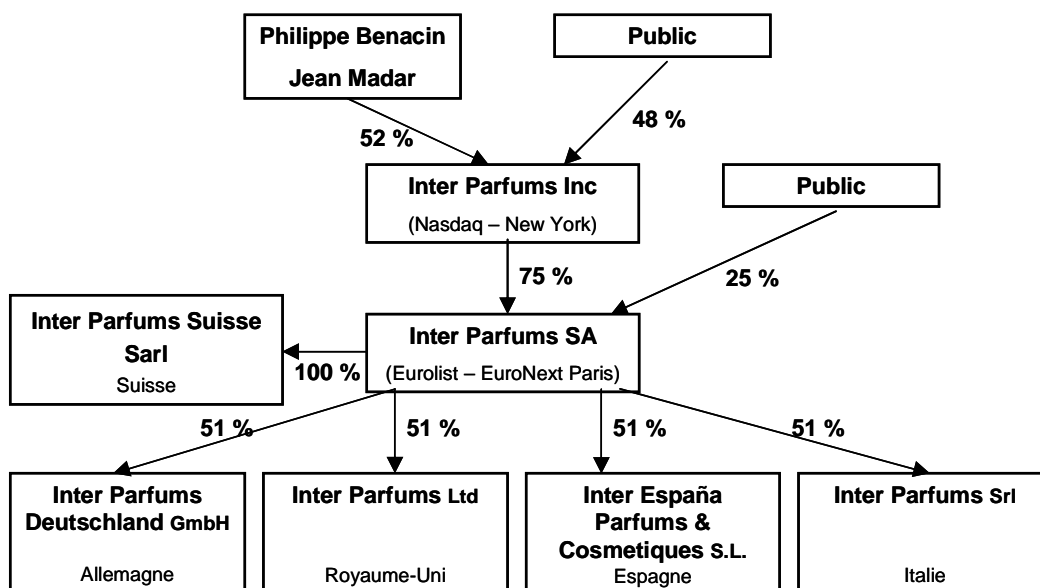 Philippe Benacin
Jean Madar
Public
52 %
48 %
Inter Parfums Inc
(Nasdaq – New York)
Public
75 %
25 %
Inter Parfums Suisse
Sarl
Suisse
100 %
Inter Parfums SA
(Eurolist – EuroNext Paris)
51 %
51 %
51 %
51 %
Inter Parfums
Deutschland GmbH
Allemagne
Inter Parfums Ltd
Royaume-Uni
Inter España
Parfums &
Cosmetiques S.L.
Espagne
Inter Parfums Srl
Italie